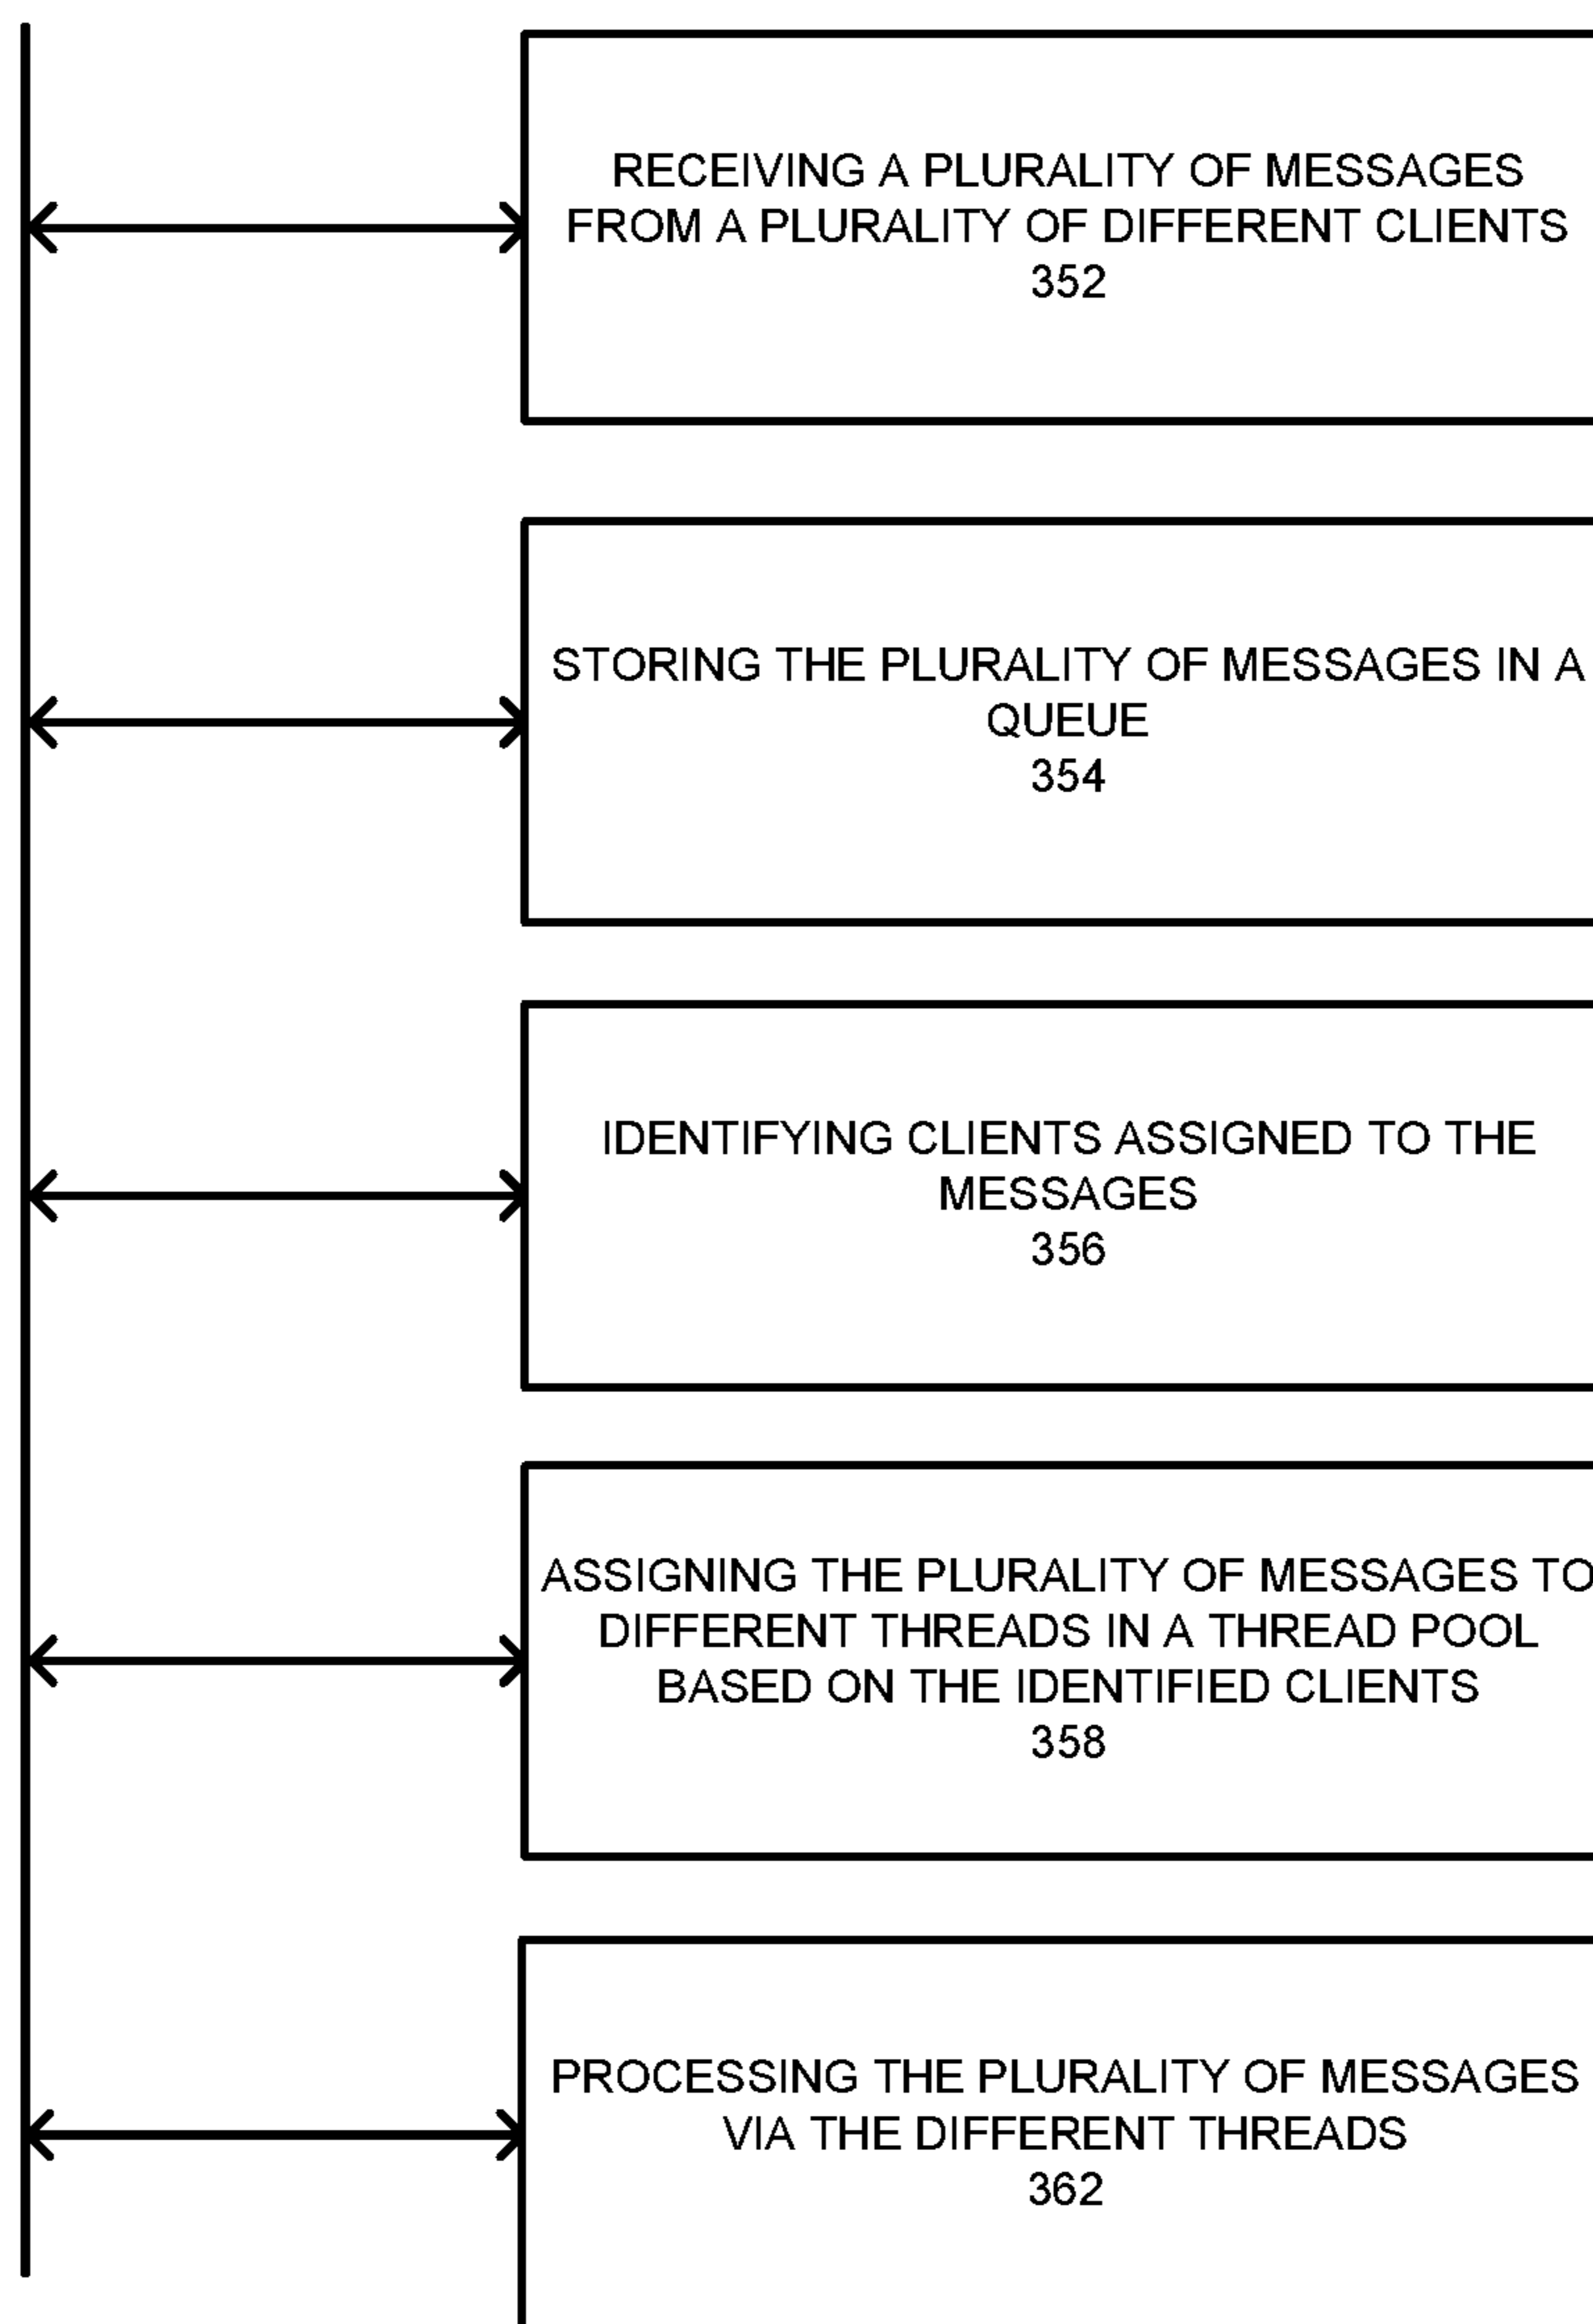 RECEIVING A PLURALITY OF MESSAGES
FROM A PLURALITY OF DIFFERENT CLIENTS
352
STORING THE PLURALITY OF MESSAGES IN A
QUEUE
354
IDENTIFYING CLIENTS ASSIGNED TO THE
MESSAGES
356
ASSIGNING THE PLURALITY OF MESSAGES TO
DIFFERENT THREADS IN A THREAD POOL
BASED ON THE IDENTIFIED CLIENTS
358
PROCESSING THE PLURALITY OF MESSAGES
VIA THE DIFFERENT THREADS
362